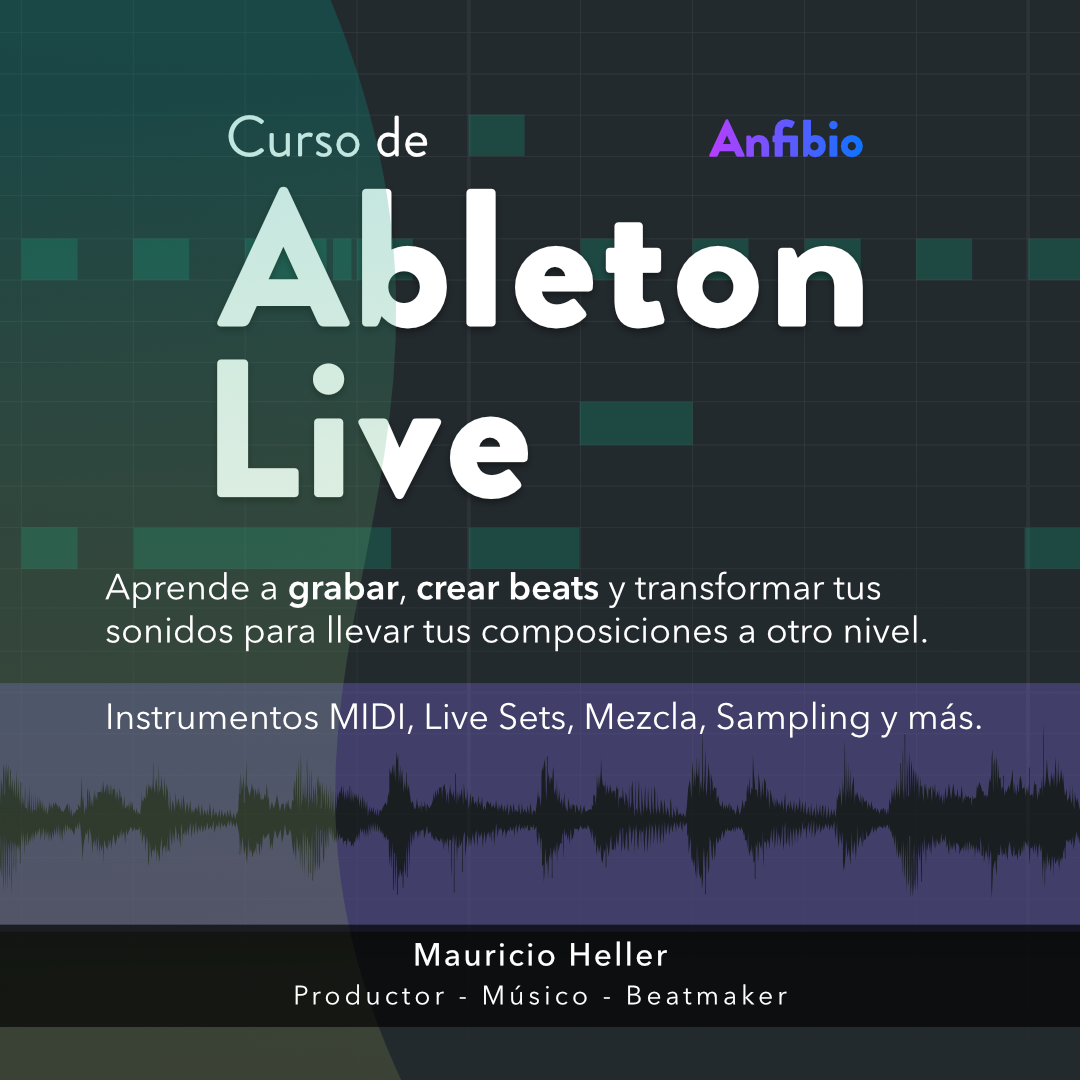 Curso de
Anfibio
Ableton
Live
Aprende a grabar, crear beats y transformar tus
sonidos para llevar tus composiciones a otro nivel.
Instrumentos MIDI, Live Sets, Mezcla, Sampling y más.
Mauricio Heller
Productor - Músico - Beatmaker